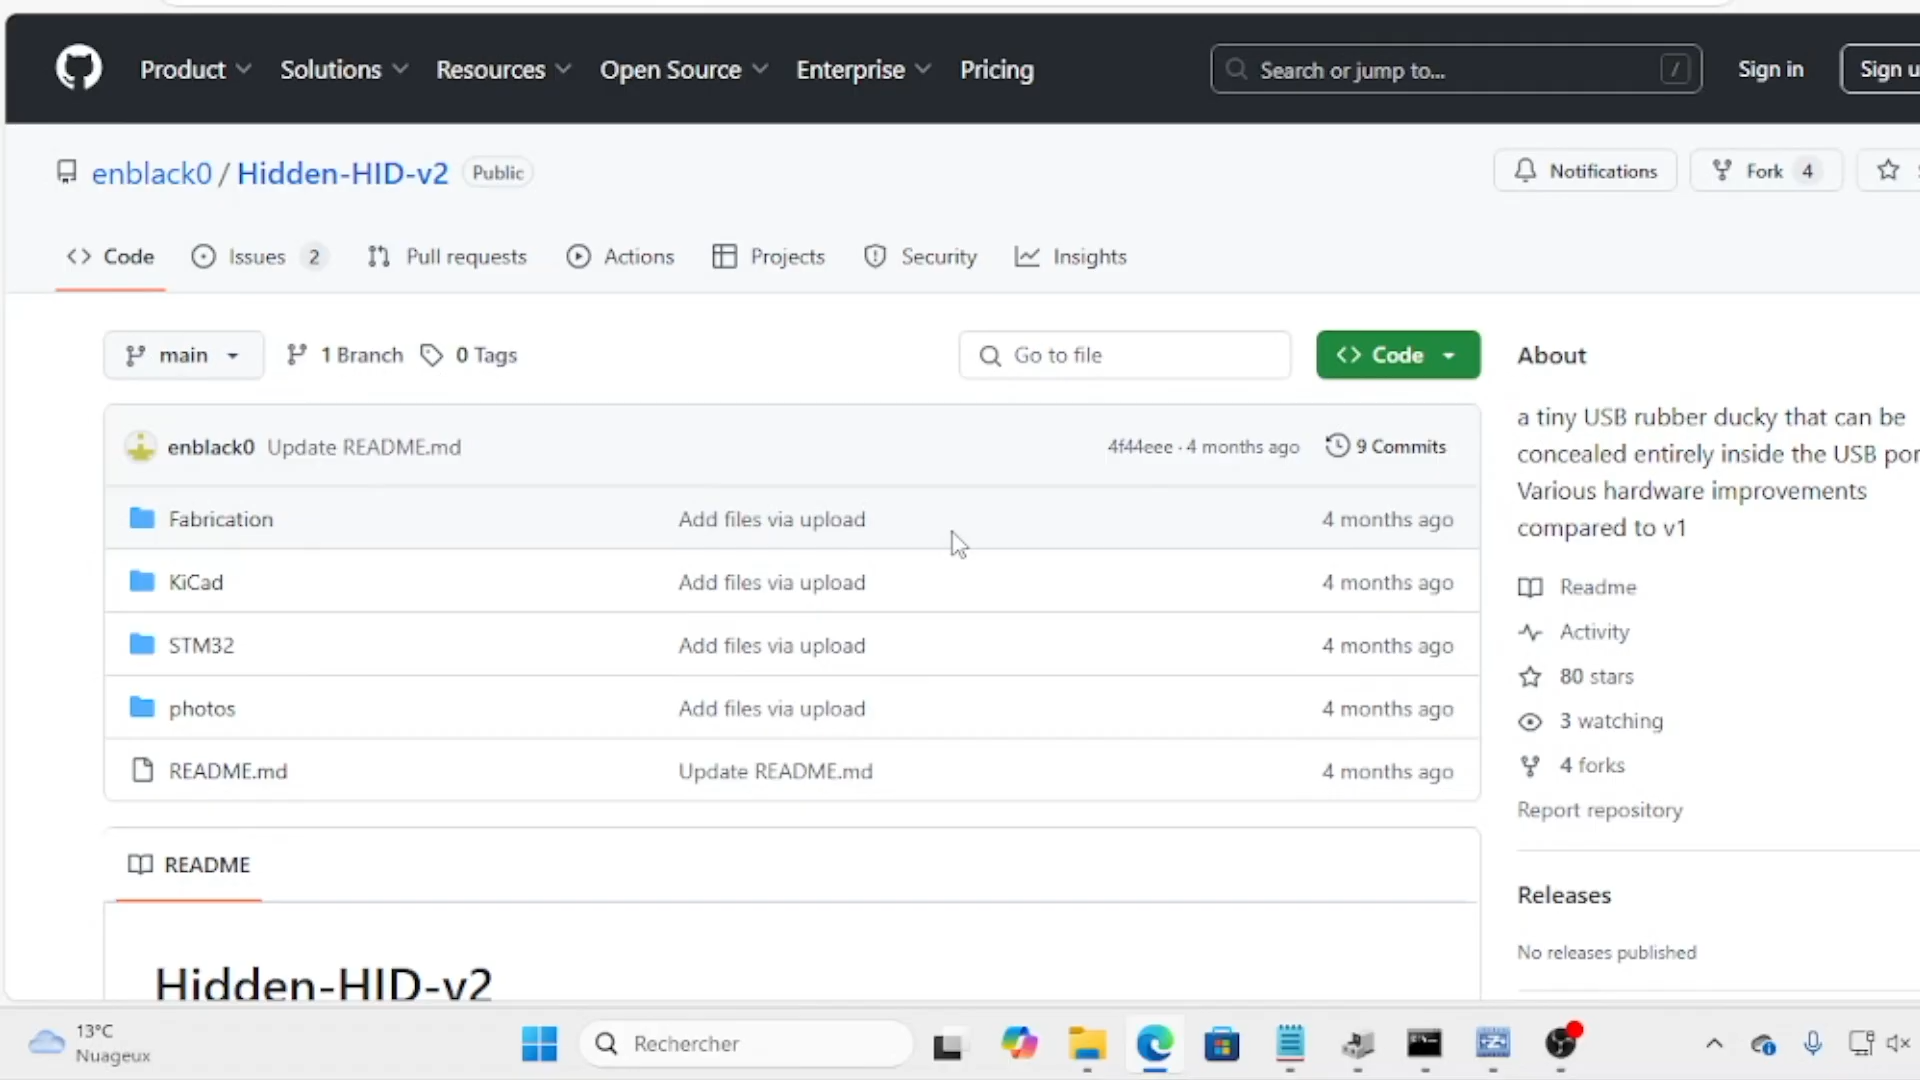 Product Solutions Resources Open Source Enterprise Pricing Search or jump to... / Sign in Sign u
enblack0 / Hidden-HID-v2 Public Notifications Fork 4
Code Issues 2 Pull requests Actions Projects Security Insights
main 1 Branch 0 Tags Go to file Code
enblack0 Update README.md 4f44eee · 4 months ago 9 Commits
Fabrication Add files via upload 4 months ago
KiCad Add files via upload 4 months ago
STM32 Add files via upload 4 months ago
photos Add files via upload 4 months ago
README.md Update README.md 4 months ago
README
Hidden-HID-v2
About
a tiny USB rubber ducky that can be
concealed entirely inside the USB por
Various hardware improvements
compared to v1
Readme
Activity
80 stars
3 watching
4 forks
Report repository
Releases
No releases published
13°C
Nuageux
Rechercher